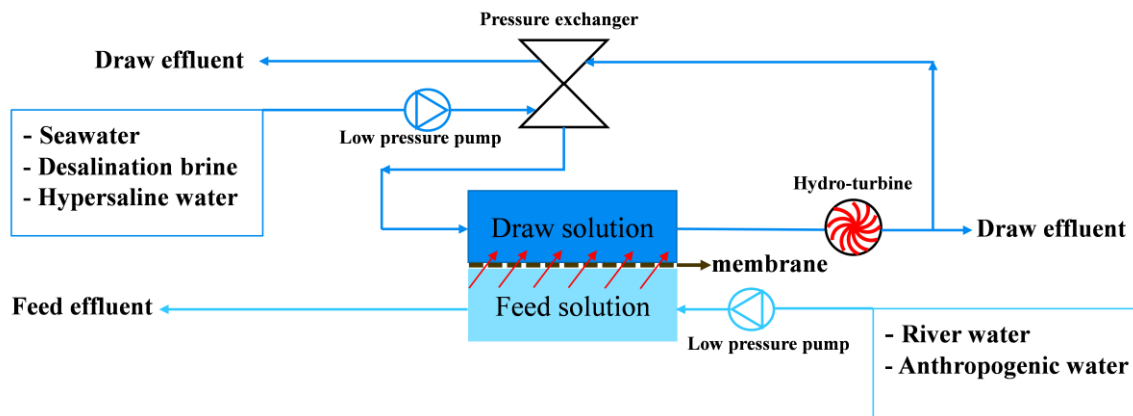 Pressure exchanger
Draw effluent
Low pressure pump
- Seawater
- Desalination brine
- Hypersaline water
Hydro-turbine
Draw solution
Draw effluent
membrane
Feed solution
Feed effluent
Low pressure pump
- River water
- Anthropogenic water